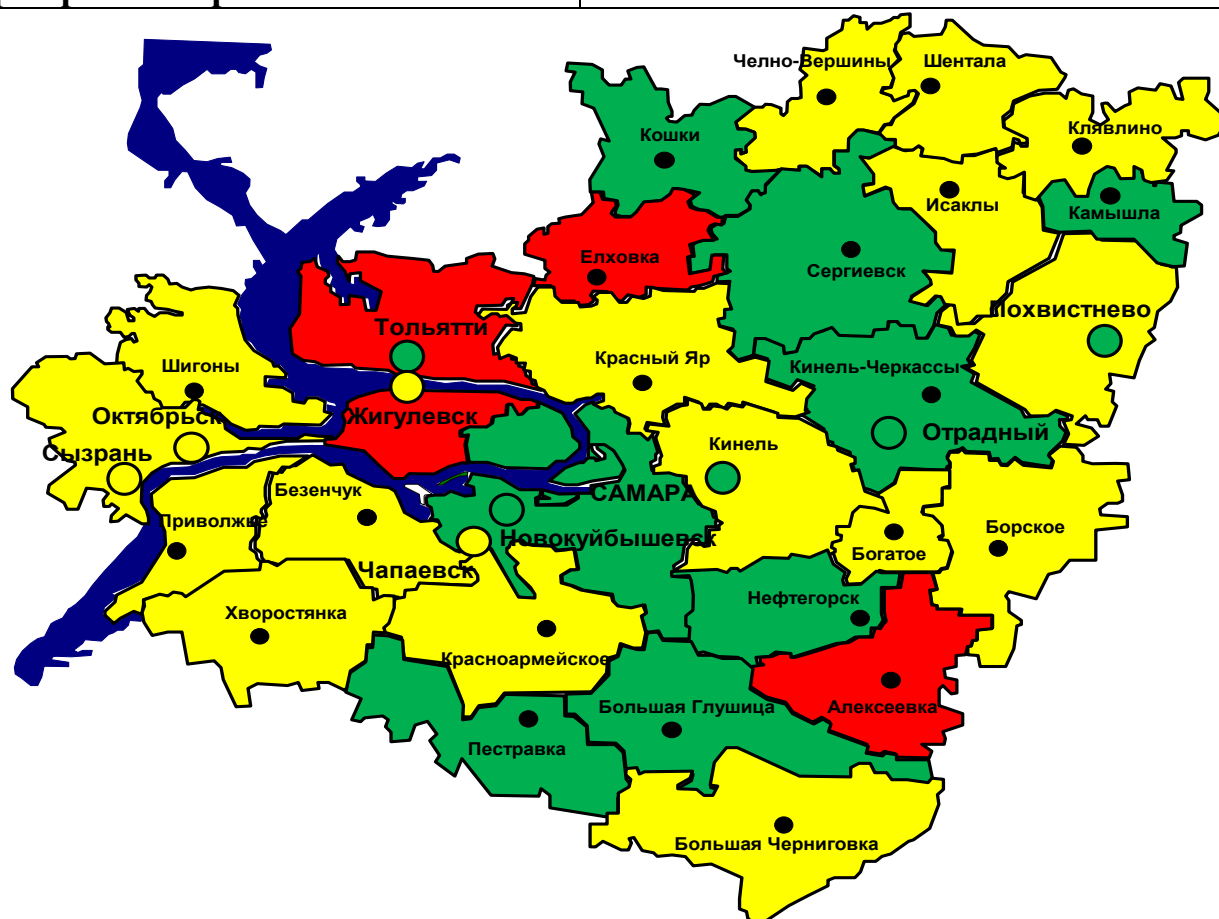 Челно-Вершины
Шентала
Клявлино
Кошки
Исаклы
Камышла
Елховка
Сергиевск
Похвистнево
Тольятти
Красный Яр
Кинель-Черкассы
Шигоны
Октябрьск
Жигулевск
Отрадный
Сызрань
Кинель
Безенчук
САМАРА
Приволжье
Новокуйбышевск
Богатое
Борское
Чапаевск
Нефтегорск
Хворостянка
Красноармейское
Большая Глушица
Алексеевка
Пестравка
Большая Черниговка